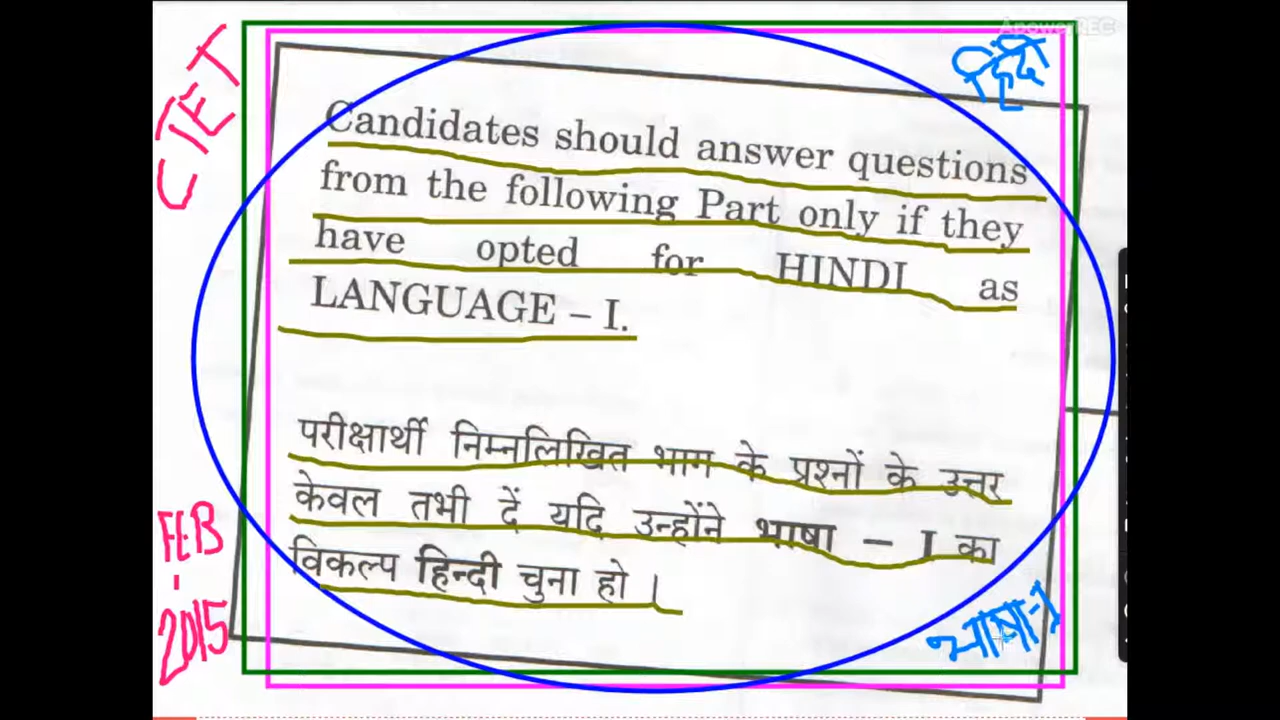 ApowerREC
CTET
हिंदी
Candidates should answer questions
from the following Part only if they
have opted for HINDI as
LANGUAGE – I.
परीक्षार्थी निम्नलिखित भाग के प्रश्नों के उत्तर
केवल तभी दें यदि उन्होंने भाषा – I का
विकल्प हिन्दी चुना हो ।
FEB
-
2015
भाषा-1